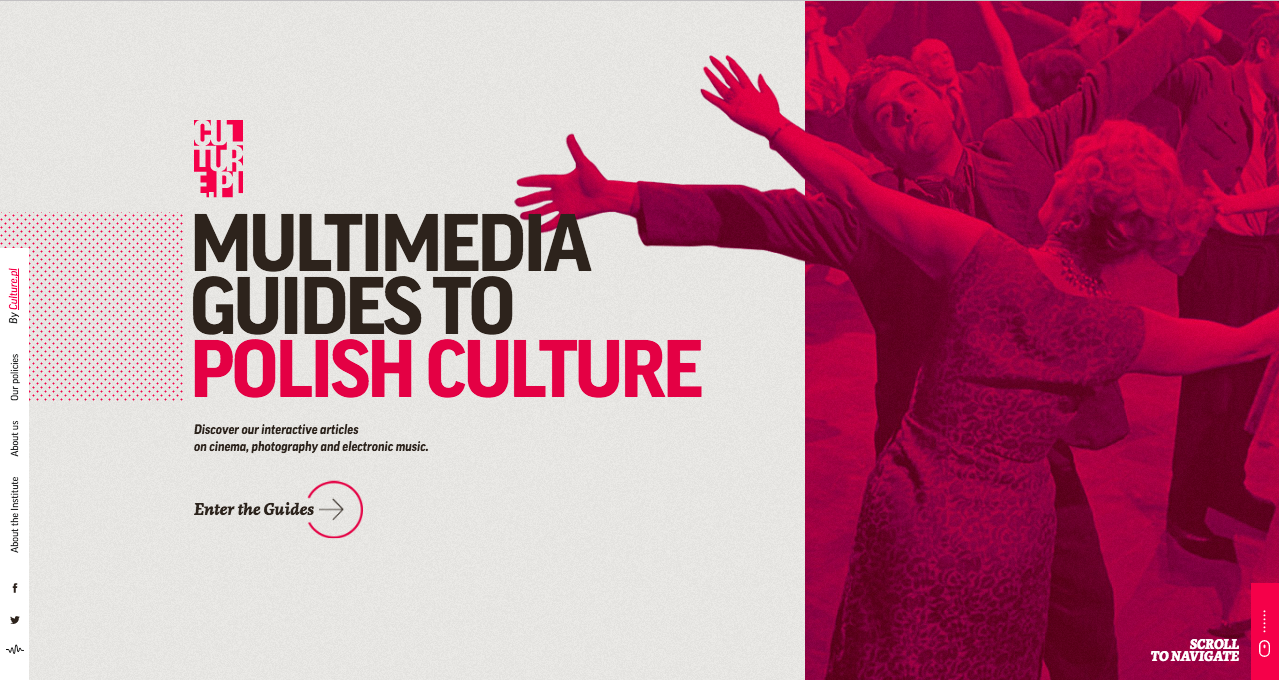 CUL
TUR
E.PL
MULTIMEDIA
GUIDES TO
POLISH CULTURE
Discover our interactive articles
on cinema, photography and electronic music.
Enter the Guides
By Culture.pl
Our policies
About us
About the Institute
SCROLL
TO NAVIGATE